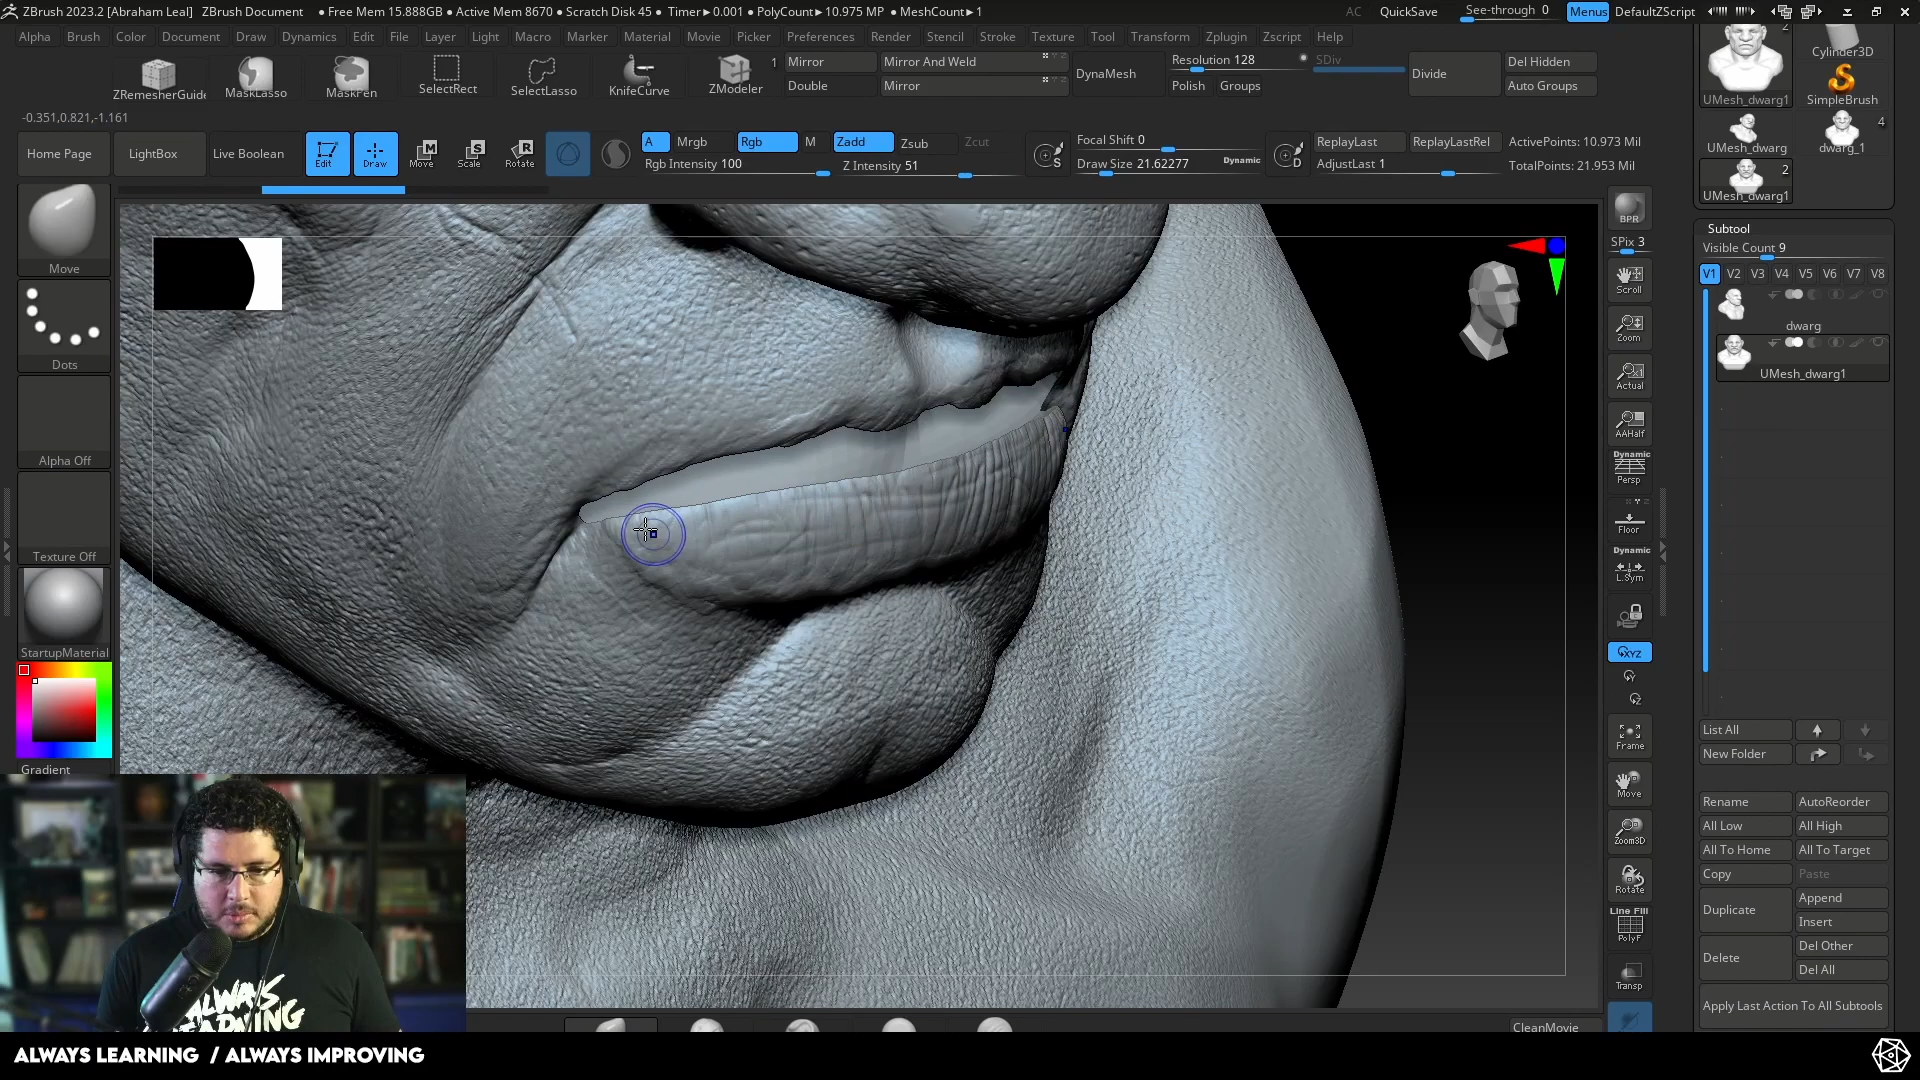 ZBrush 2023.2 [Abraham Leal] ZBrush Document ● Free Mem 15.888GB ● Active Mem 8670 ● Scratch Disk 45 ● Timer►0.001 ● PolyCount► 10.975 MP ● MeshCount►1 AC QuickSave See-through 0 Menus DefaultZScript
Alpha Brush Color Document Draw Dynamics Edit File Layer Light Macro Marker Material Movie Picker Preferences Render Stencil Stroke Texture Tool Transform Zplugin Zscript Help
ZRemesherGuide MaskLasso MaskPen SelectRect SelectLasso KnifeCurve ZModeler 1
Mirror Mirror And Weld DynaMesh Resolution 128 SDiv Divide Del Hidden
Double Mirror Polish Groups Auto Groups
-0.351,0.821,-1.161
Home Page LightBox Live Boolean Edit Draw Move Scale Rotate
A Mrgb Rgb M Zadd Zsub Zcut Focal Shift 0 ReplayLast ReplayLastRel ActivePoints: 10.973 Mil
Rgb Intensity 100 Z Intensity 51 Draw Size 21.62277 Dynamic AdjustLast 1 TotalPoints: 21.953 Mil
Move
Dots
Alpha Off
Texture Off
StartupMaterial
Gradient
BPR
SPix 3
Scroll
Zoom
Actual
AAHalf
Dynamic
Persp
Floor
Dynamic
L.Sym
XYZ
Frame
Move
Zoom3D
Rotate
Line Fill
PolyF
Transp
2
Cylinder3D
UMesh_dwarg1 SimpleBrush
4
UMesh_dwarg dwarg_1
2
UMesh_dwarg1
Subtool
Visible Count 9
V1 V2 V3 V4 V5 V6 V7 V8
dwarg
UMesh_dwarg1
List All
New Folder
Rename AutoReorder
All Low All High
All To Home All To Target
Copy Paste
Duplicate Append
Insert
Delete Del Other
Del All
Apply Last Action To All Subtools
CleanMovie
ALWAYS
LEARNING
ALWAYS LEARNING / ALWAYS IMPROVING